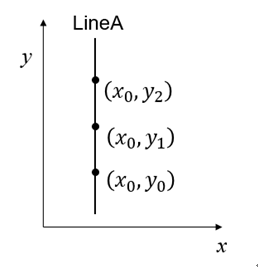 LineA
y
(x₀, y₂)
(x₀, y₁)
(x₀, y₀)
x